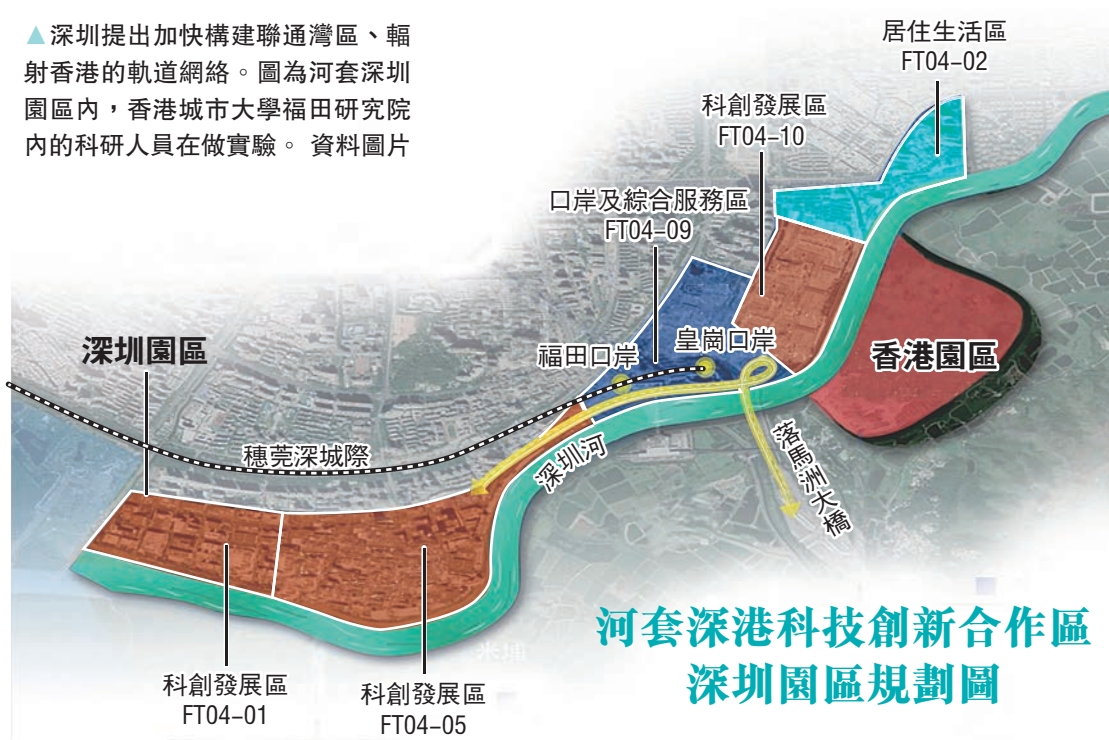 ▲深圳提出加快構建聯通灣區、輻
射香港的軌道網絡。圖為河套深圳
園區內，香港城市大學福田研究院
內的科研人員在做實驗。 資料圖片
居住生活區
FT04-02
科創發展區
FT04-10
口岸及綜合服務區
FT04-09
深圳園區
福田口岸
皇崗口岸
香港園區
穗莞深城際
深圳河
落馬洲大橋
科創發展區
FT04-01
科創發展區
FT04-05
河套深港科技創新合作區
深圳園區規劃圖